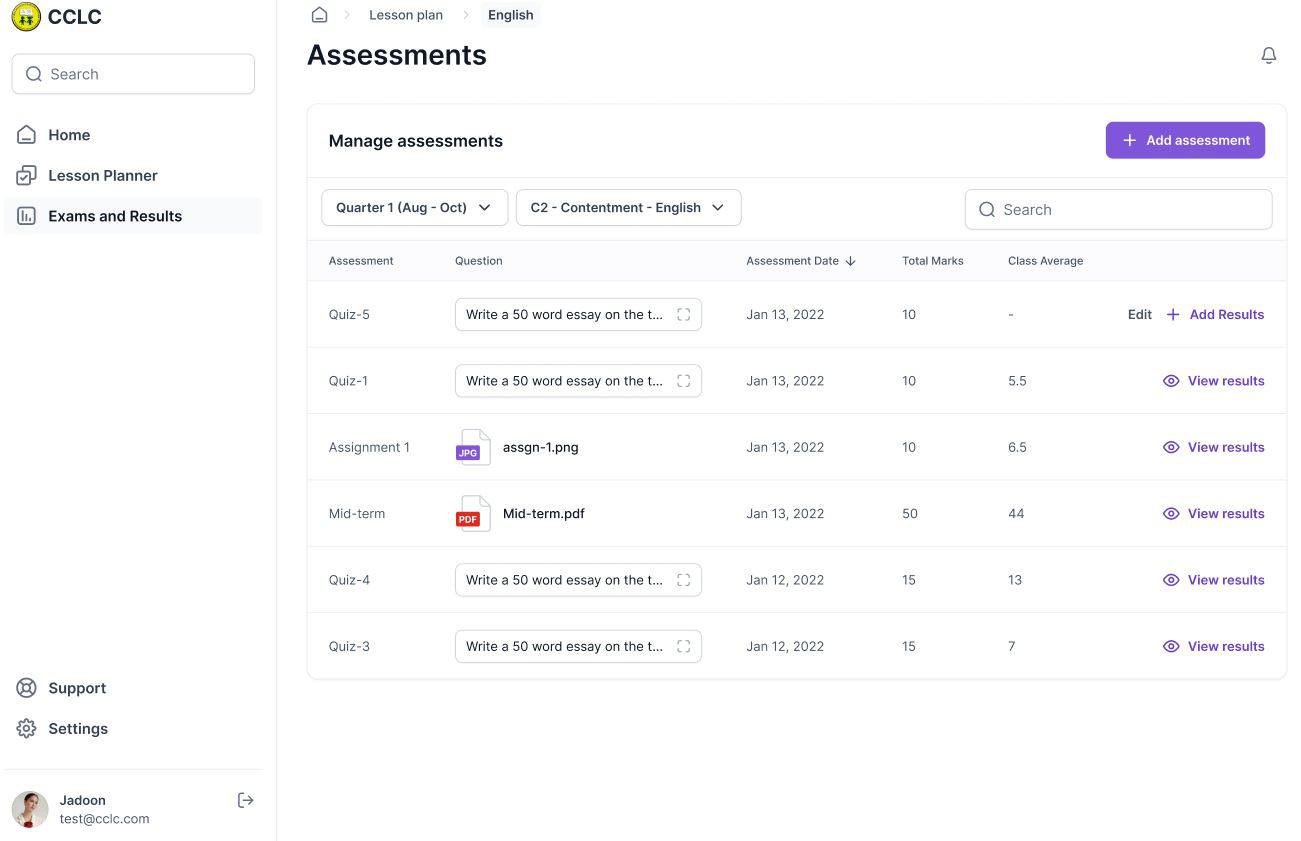 CCLC
Search
Home
Lesson Planner
Exams and Results
Support
Settings
Jadoon
test@cclc.com
Lesson plan
English
Assessments
Manage assessments
Add assessment
Quarter 1 (Aug - Oct)
C2 - Contentment - English
Search
Assessment Question Assessment Date Total Marks Class Average
Quiz-5 Write a 50 word essay on the t... Jan 13, 2022 10 - Edit Add Results
Quiz-1 Write a 50 word essay on the t... Jan 13, 2022 10 5.5 View results
Assignment 1 JPG assgn-1.png Jan 13, 2022 10 6.5 View results
Mid-term PDF Mid-term.pdf Jan 13, 2022 50 44 View results
Quiz-4 Write a 50 word essay on the t... Jan 12, 2022 15 13 View results
Quiz-3 Write a 50 word essay on the t... Jan 12, 2022 15 7 View results